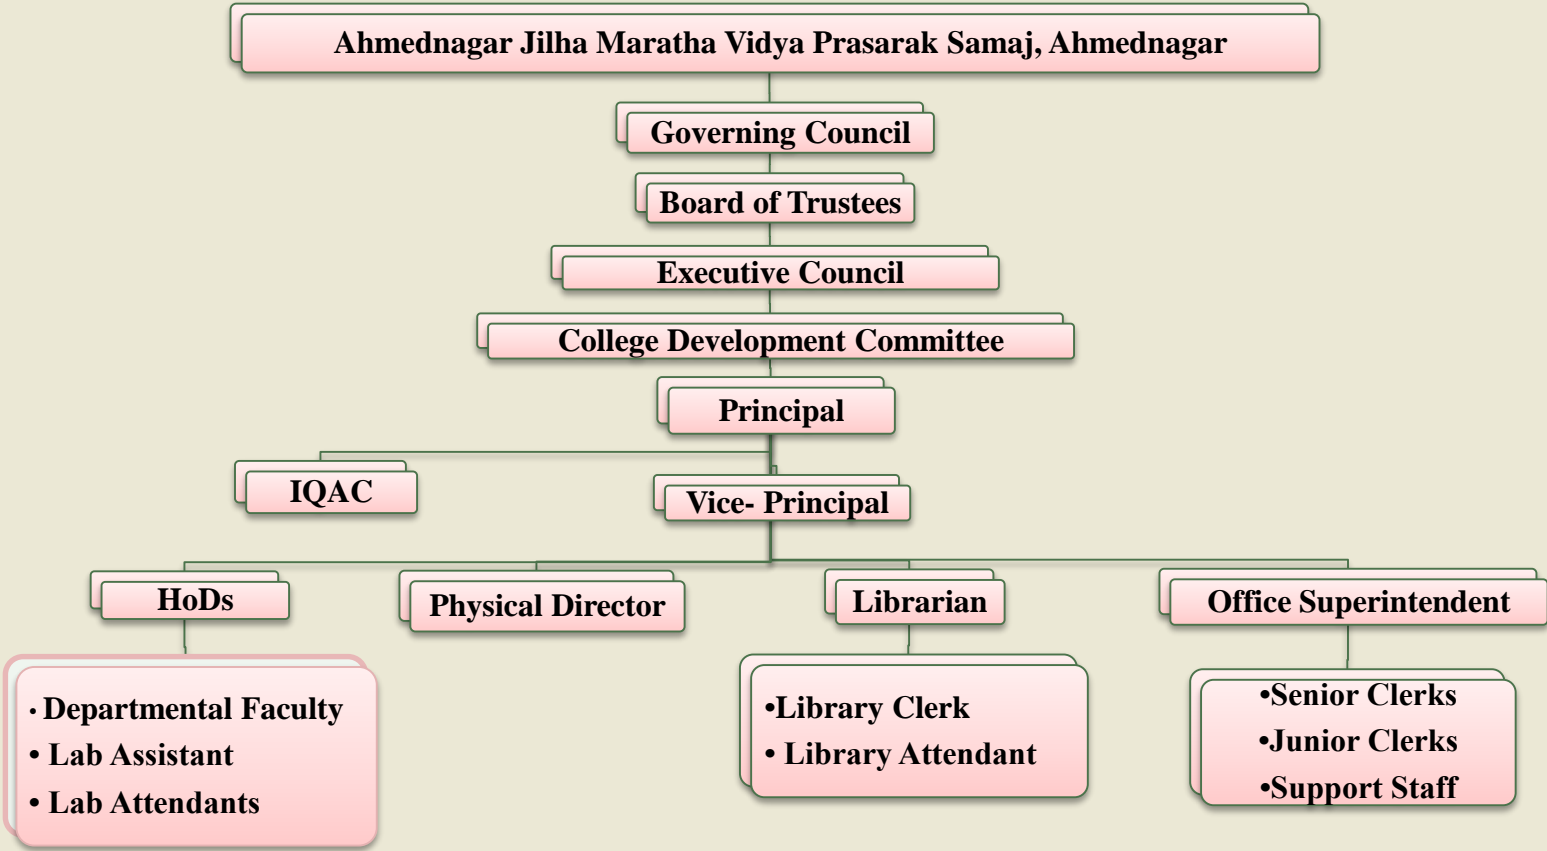 Ahmednagar Jilha Maratha Vidya Prasarak Samaj, Ahmednagar
Governing Council
Board of Trustees
Executive Council
College Development Committee
Principal
IQAC
Vice- Principal
HoDs
Physical Director
Librarian
Office Superintendent
• Departmental Faculty
• Lab Assistant
• Lab Attendants
•Library Clerk
• Library Attendant
•Senior Clerks
•Junior Clerks
•Support Staff